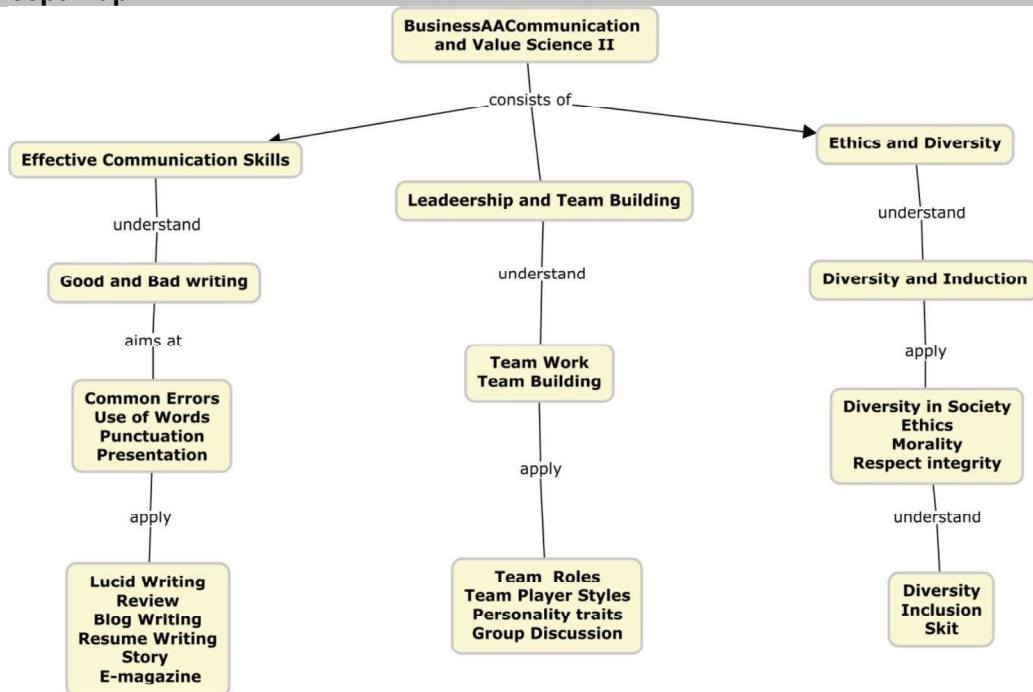 BusinessAACommunication
and Value Science II
consists of
Effective Communication Skills
understand
Good and Bad writing
aims at
Common Errors
Use of Words
Punctuation
Presentation
apply
Lucid Writing
Review
Blog Writing
Resume Writing
Story
E-magazine
Leadeership and Team Building
understand
Team Work
Team Building
apply
Team Roles
Team Player Styles
Personality traits
Group Discussion
Ethics and Diversity
understand
Diversity and Induction
apply
Diversity in Society
Ethics
Morality
Respect integrity
understand
Diversity
Inclusion
Skit